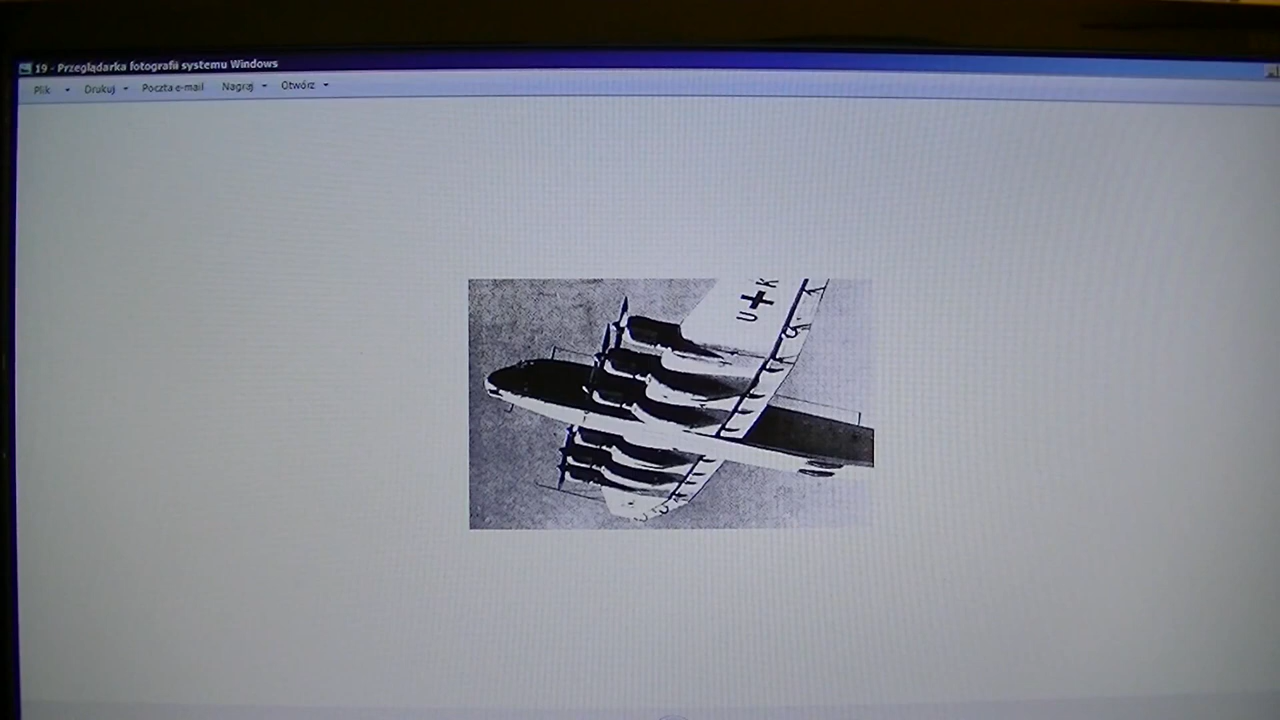 19 - Przeglądarka fotografii systemu Windows
Plik Drukuj Poczta e-mail Nagraj Otwórz
U K